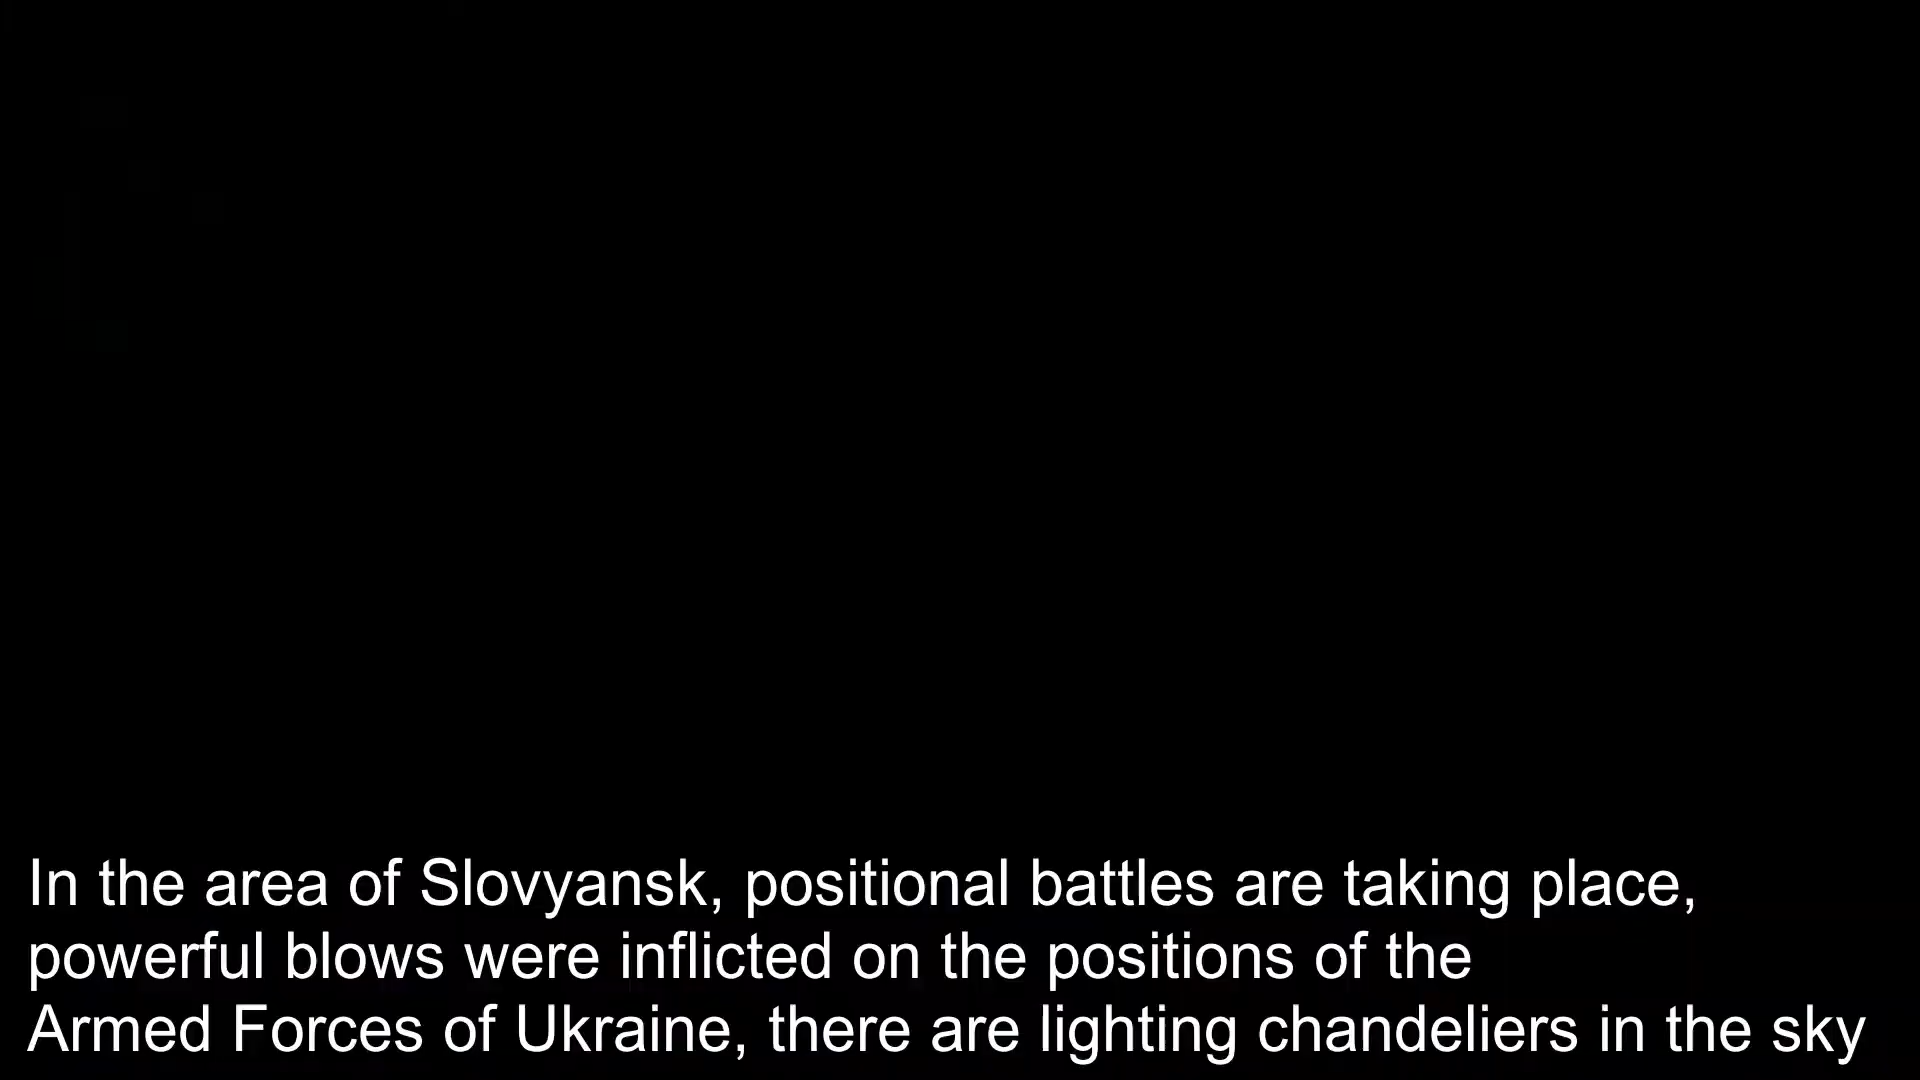 In the area of Slovyansk, positional battles are taking place,
powerful blows were inflicted on the positions of the
Armed Forces of Ukraine, there are lighting chandeliers in the sky